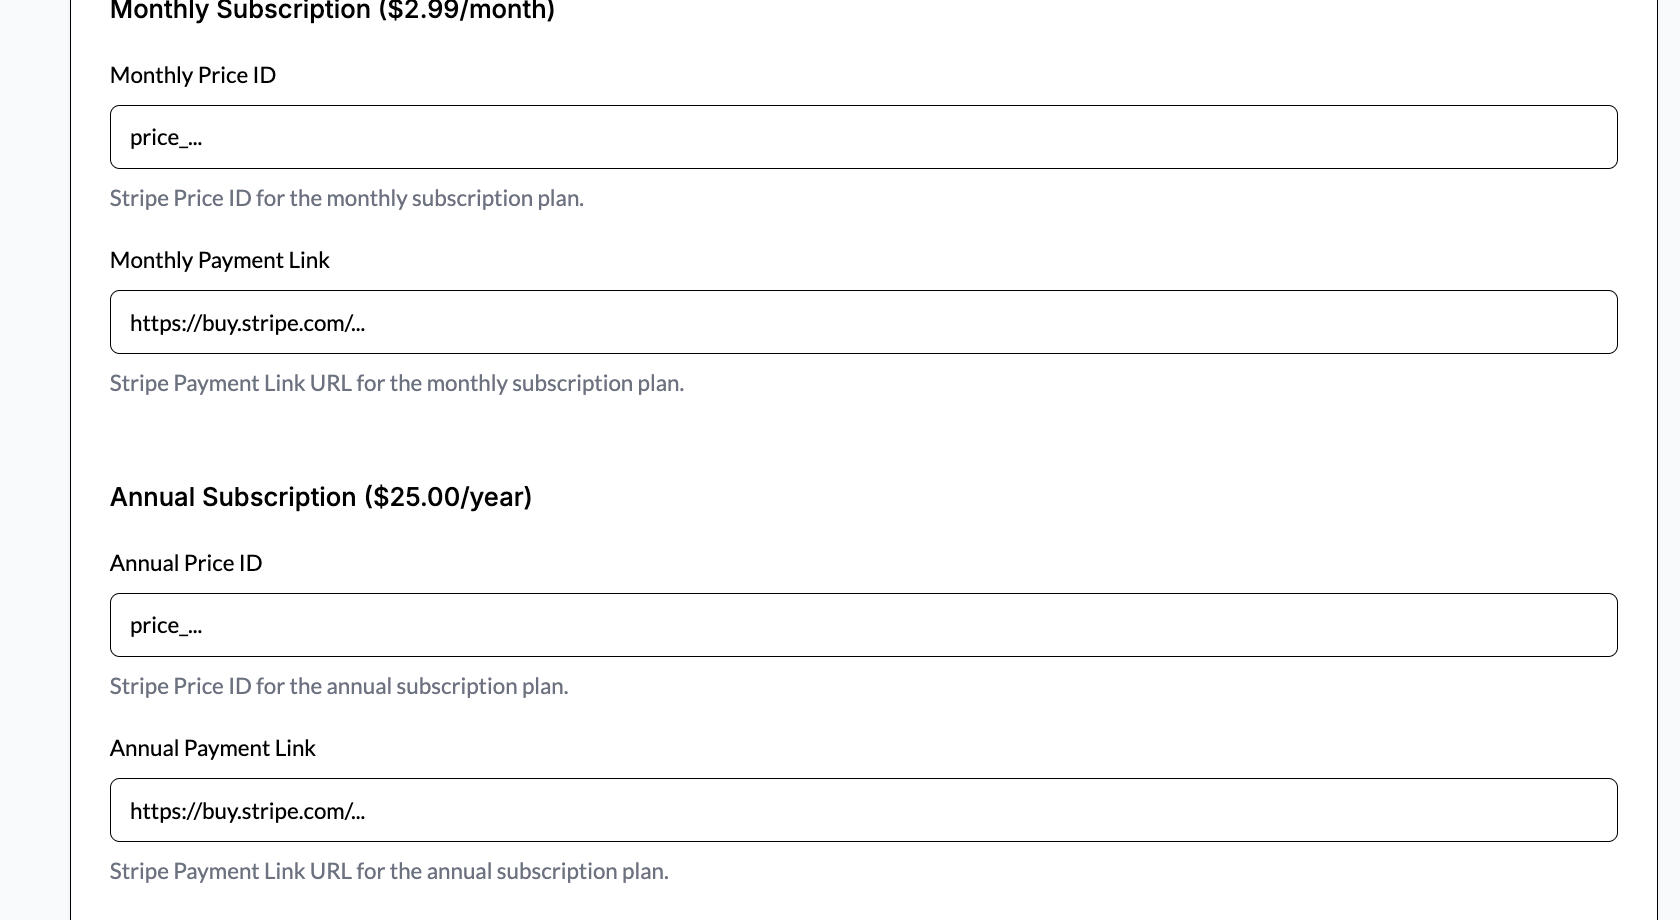 Monthly Subscription ($2.99/month)
Monthly Price ID
price_...
Stripe Price ID for the monthly subscription plan.
Monthly Payment Link
https://buy.stripe.com/...
Stripe Payment Link URL for the monthly subscription plan.
Annual Subscription ($25.00/year)
Annual Price ID
price_...
Stripe Price ID for the annual subscription plan.
Annual Payment Link
https://buy.stripe.com/...
Stripe Payment Link URL for the annual subscription plan.